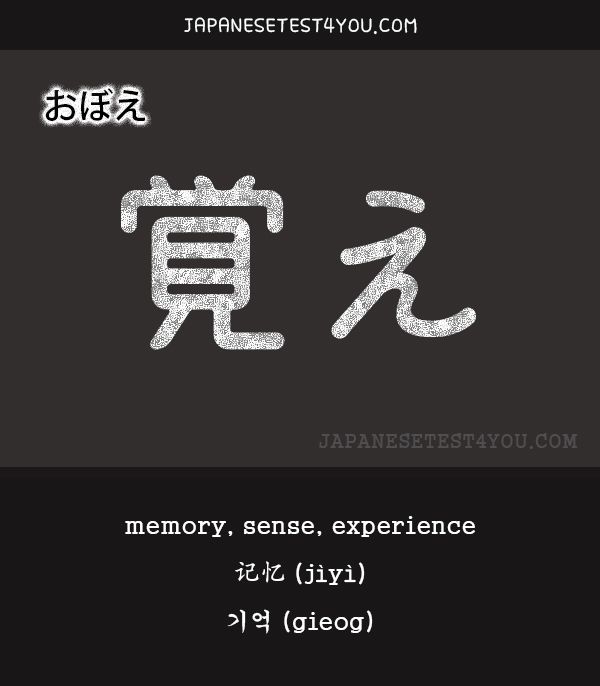 JAPANESETEST4YOU.COM
おぼえ
覚え
JAPANESETEST4YOU.COM
memory, sense, experience
记忆 (jìyì)
기억 (gieog)